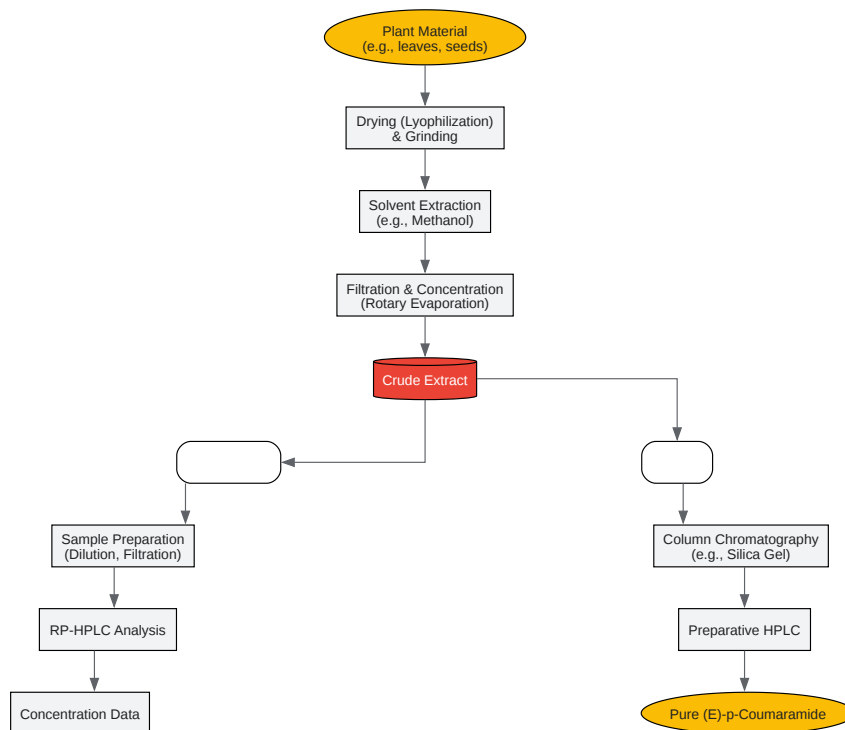 Plant Material
(e.g., leaves, seeds)
Drying (Lyophilization)
& Grinding
Solvent Extraction
(e.g., Methanol)
Filtration & Concentration
(Rotary Evaporation)
Crude Extract
Sample Preparation
(Dilution, Filtration)
Column Chromatography
(e.g., Silica Gel)
RP-HPLC Analysis
Preparative HPLC
Concentration Data
Pure (E)-p-Coumaramide